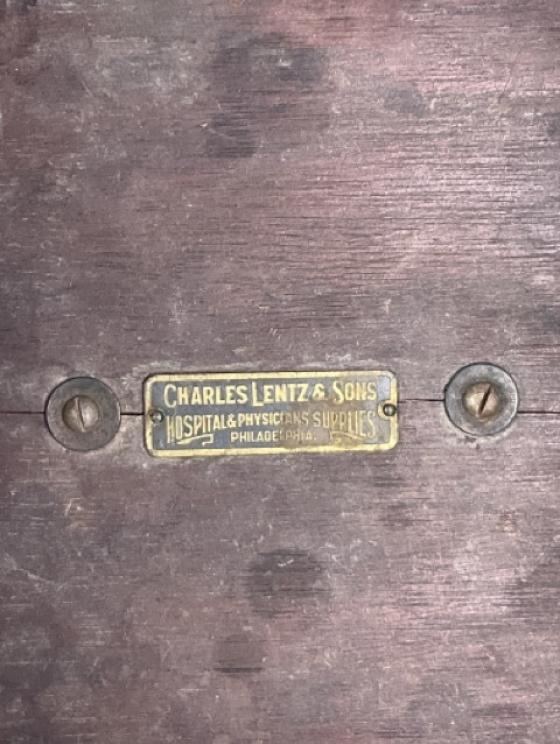 CHARLES LENTZ & SONS
HOSPITAL & PHYSICIANS SUPPLIES
PHILADELPHIA.